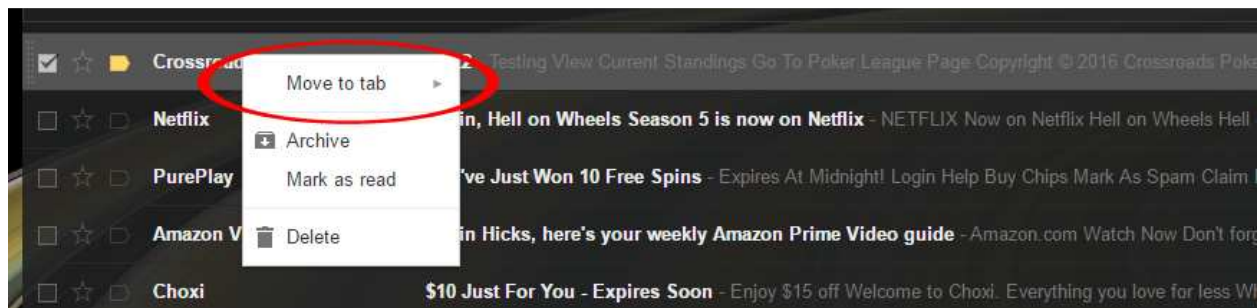 Crossroad 2 - Testing View Current Standings Go To Poker League Page Copyright © 2016 Crossroads Poke
Move to tab
Netflix in, Hell on Wheels Season 5 is now on Netflix - NETFLIX Now on Netflix Hell on Wheels Hell
Archive
Mark as read
PurePlay 've Just Won 10 Free Spins - Expires At Midnight! Login Help Buy Chips Mark As Spam Claim
Amazon V in Hicks, here's your weekly Amazon Prime Video guide - Amazon.com Watch Now Don't forg
Delete
Choxi $10 Just For You - Expires Soon - Enjoy $15 off Welcome to Choxi. Everything you love for less